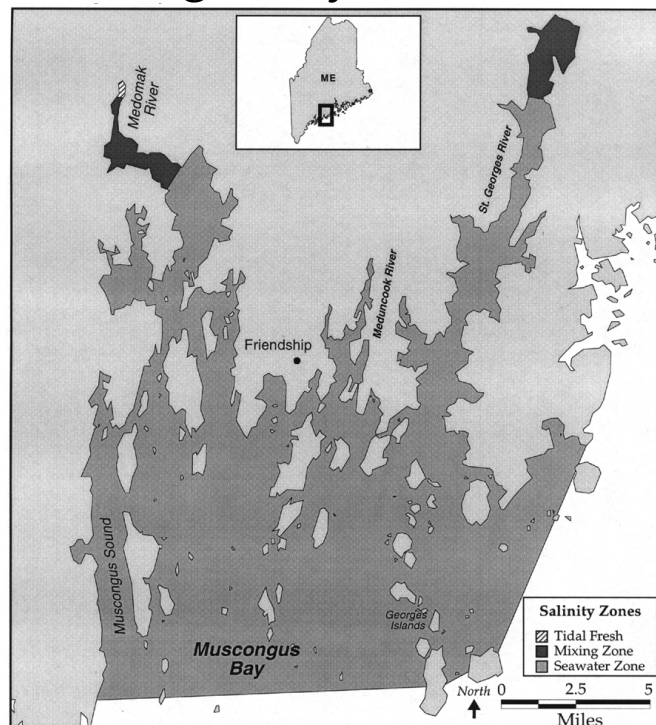 ME
Medomak
River
St. Georges River
Meduncook River
Friendship
Muscongus Sound
Georges
Islands
Muscongus
Bay
Salinity Zones
Tidal Fresh
Mixing Zone
Seawater Zone
North
0 2.5 5
Miles